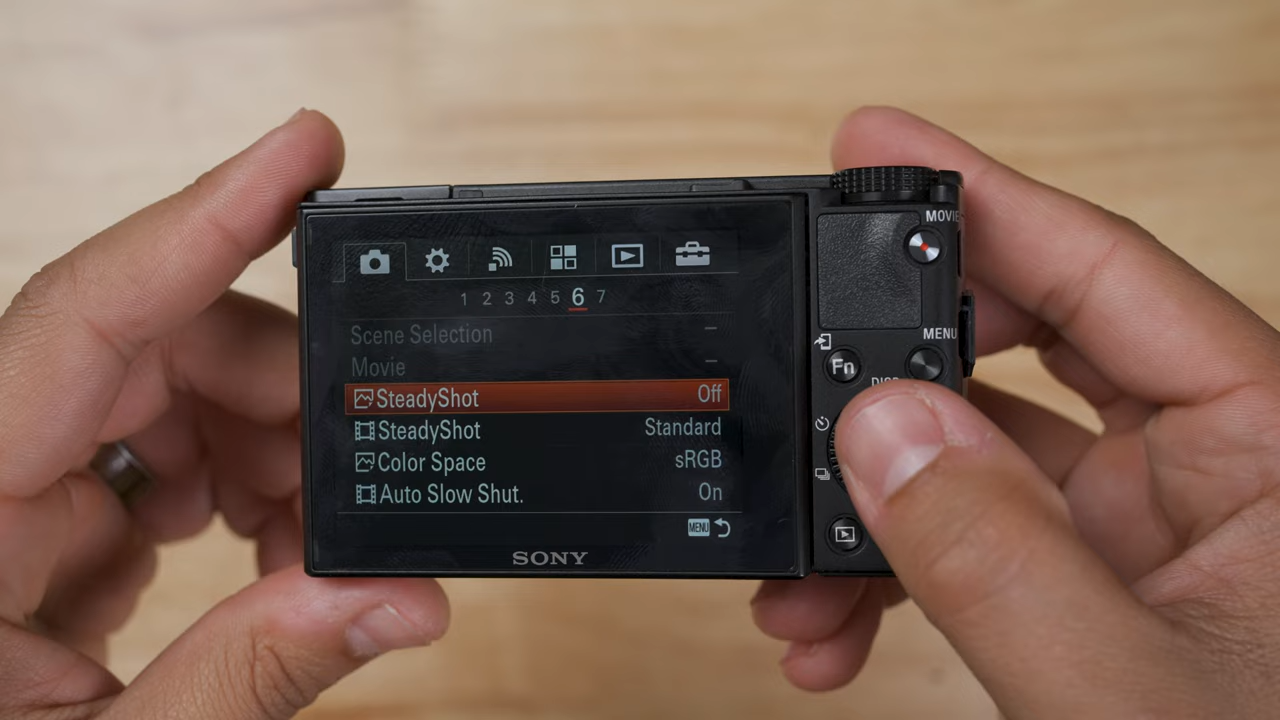 MOVIE
1 2 3 4 5 6 7
Scene Selection –
Movie –
SteadyShot Off
SteadyShot Standard
Color Space sRGB
Auto Slow Shut. On
MENU
SONY
MENU
Fn